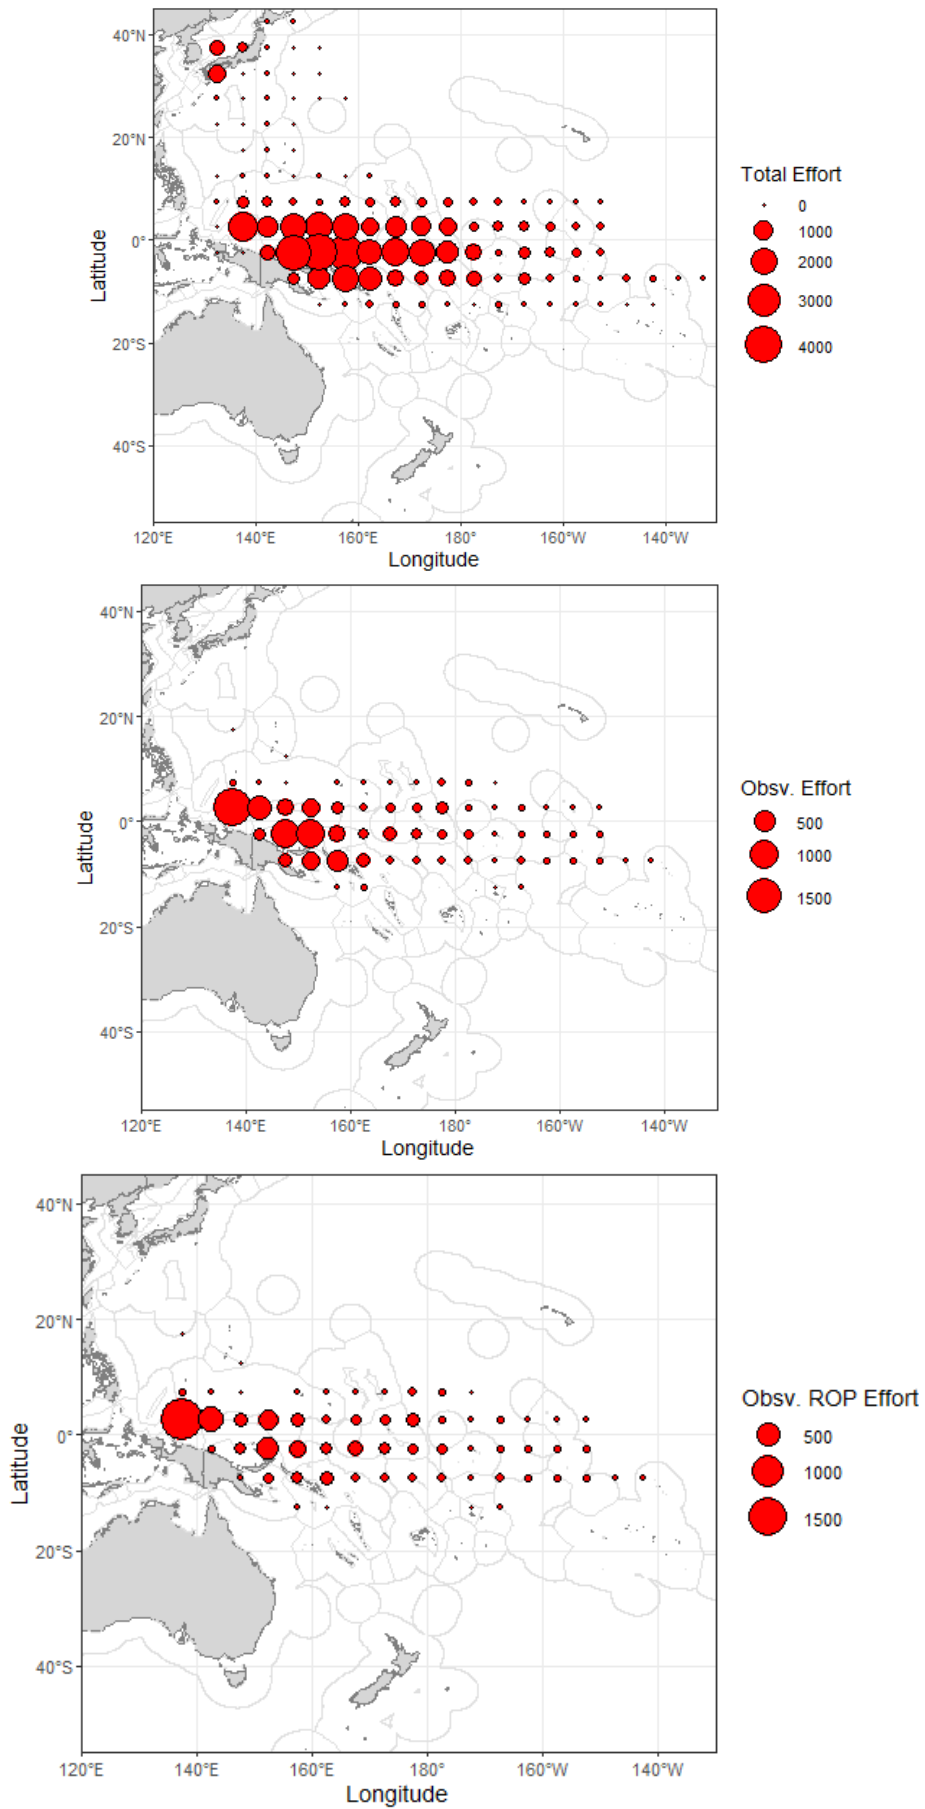 40°N
20°N
0°
20°S
40°S
Latitude
120°E 140°E 160°E 180° 160°W 140°W
Longitude
Total Effort
0
1000
2000
3000
4000
40°N
20°N
0°
20°S
40°S
Latitude
120°E 140°E 160°E 180° 160°W 140°W
Longitude
Obsv. Effort
500
1000
1500
40°N
20°N
0°
20°S
40°S
Latitude
120°E 140°E 160°E 180° 160°W 140°W
Longitude
Obsv. ROP Effort
500
1000
1500